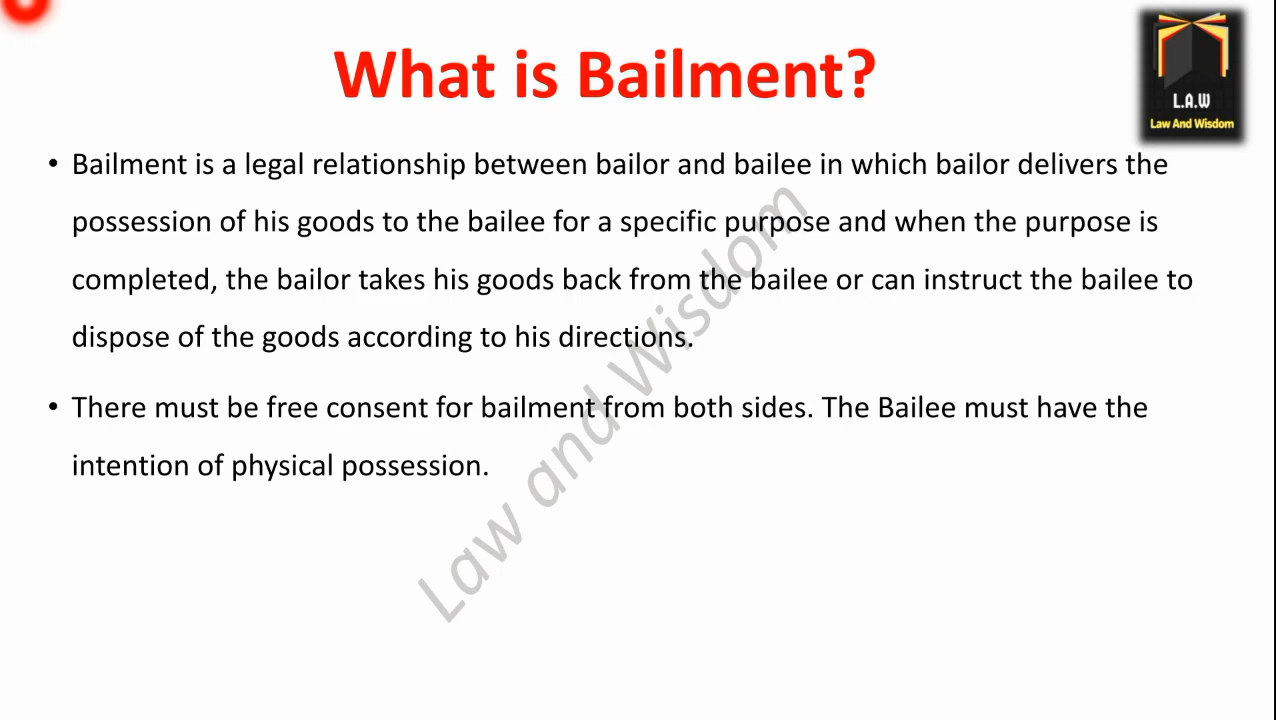 What is Bailment?
L.A.W
Law And Wisdom
• Bailment is a legal relationship between bailor and bailee in which bailor delivers the
possession of his goods to the bailee for a specific purpose and when the purpose is
completed, the bailor takes his goods back from the bailee or can instruct the bailee to
dispose of the goods according to his directions.
• There must be free consent for bailment from both sides. The Bailee must have the
intention of physical possession.
Law and Wisdom